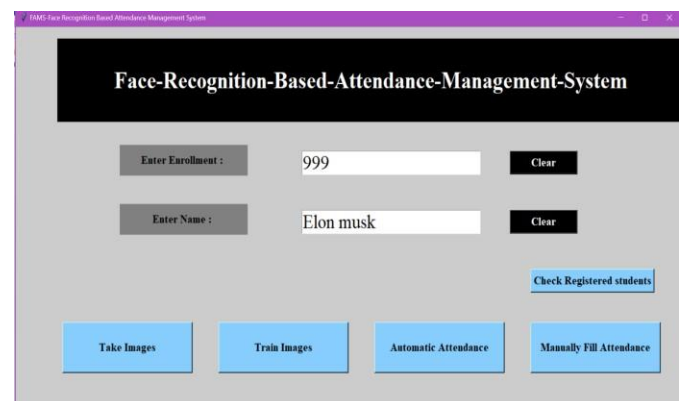 FAMS-Face Recognition Based Attendance Management System
Face-Recognition-Based-Attendance-Management-System
Enter Enrollment :
999
Clear
Enter Name :
Elon musk
Clear
Check Registered students
Take Images
Train Images
Automatic Attendance
Manually Fill Attendance